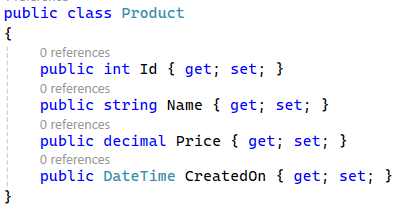 public class Product
{
0 references
public int Id { get; set; }
0 references
public string Name { get; set; }
0 references
public decimal Price { get; set; }
0 references
public DateTime CreatedOn { get; set; }
}